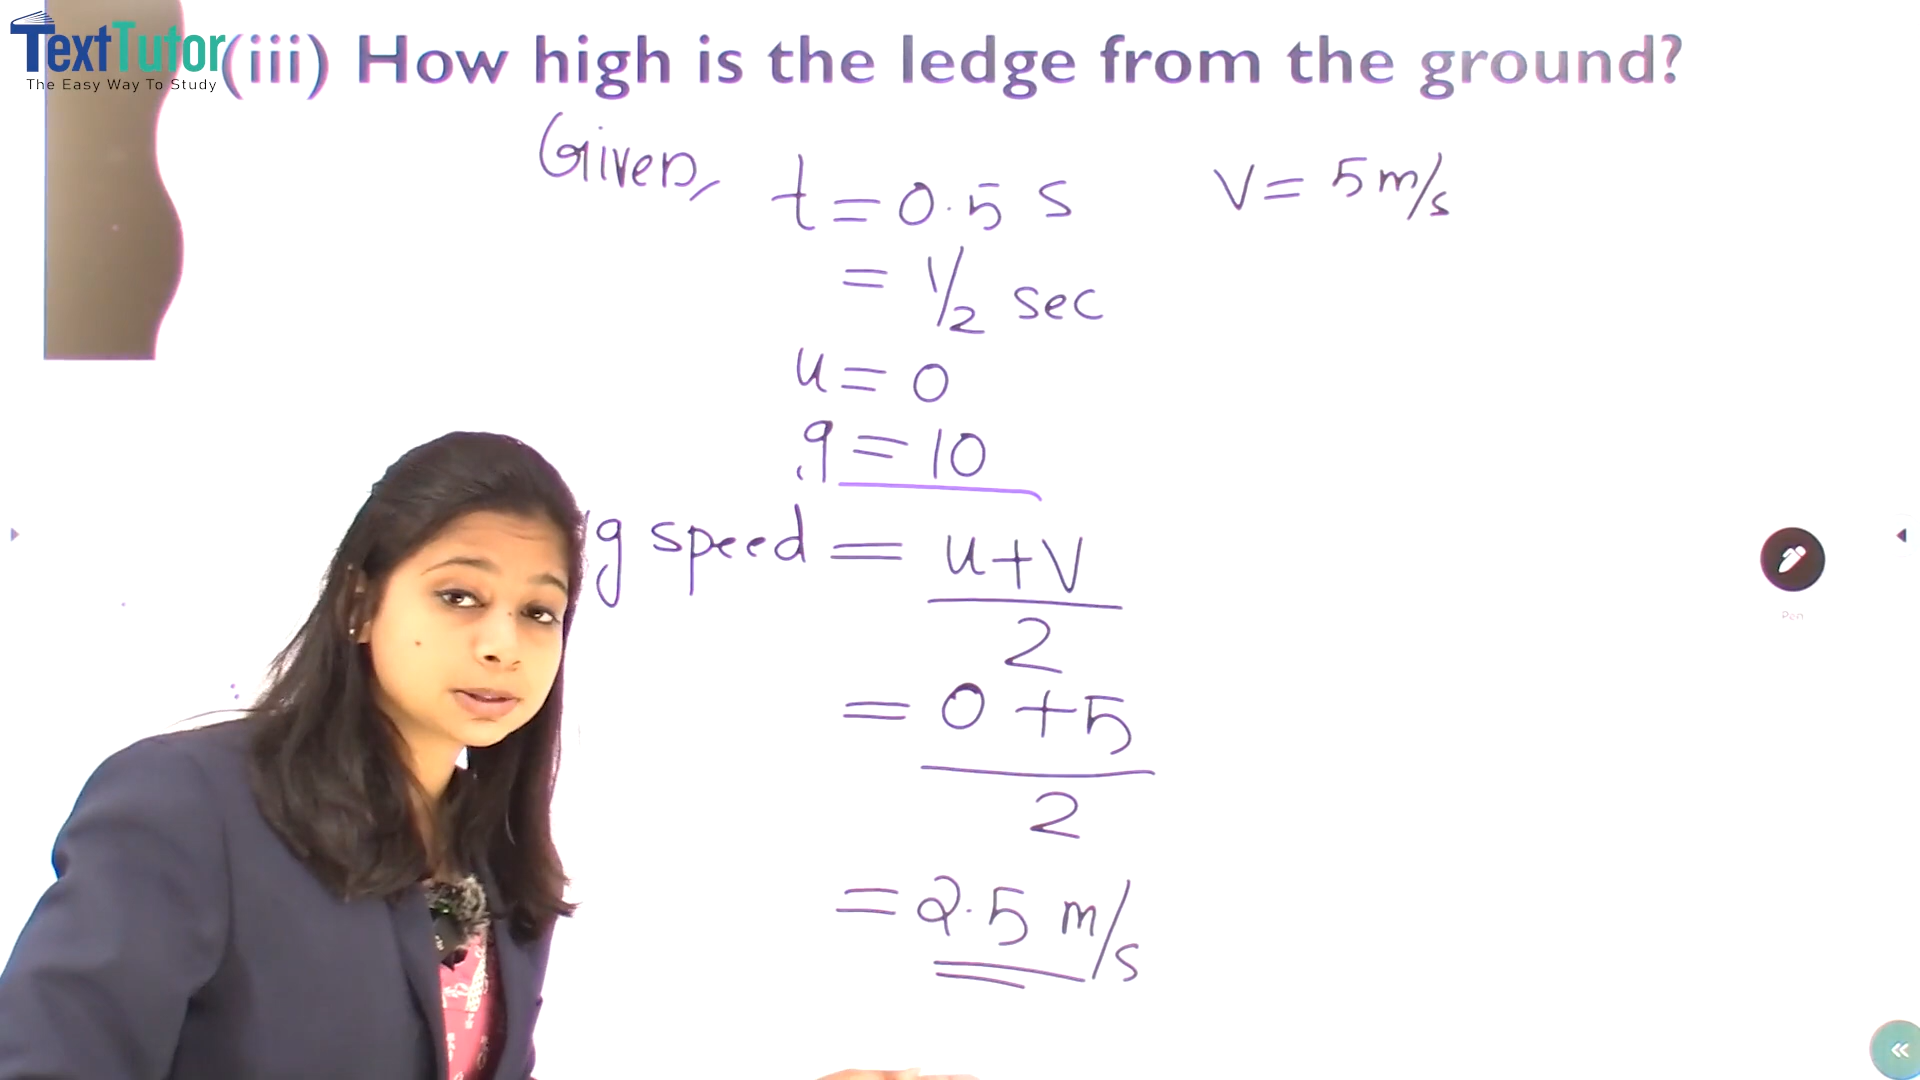 TextTutor
The Easy Way To Study
(iii) How high is the ledge from the ground?
Given, t = 0.5 s V = 5 m/s
= 1/2 sec
u = 0
g = 10
g speed = u+v
2
= 0 + 5
2
= 2.5 m/s
Pen